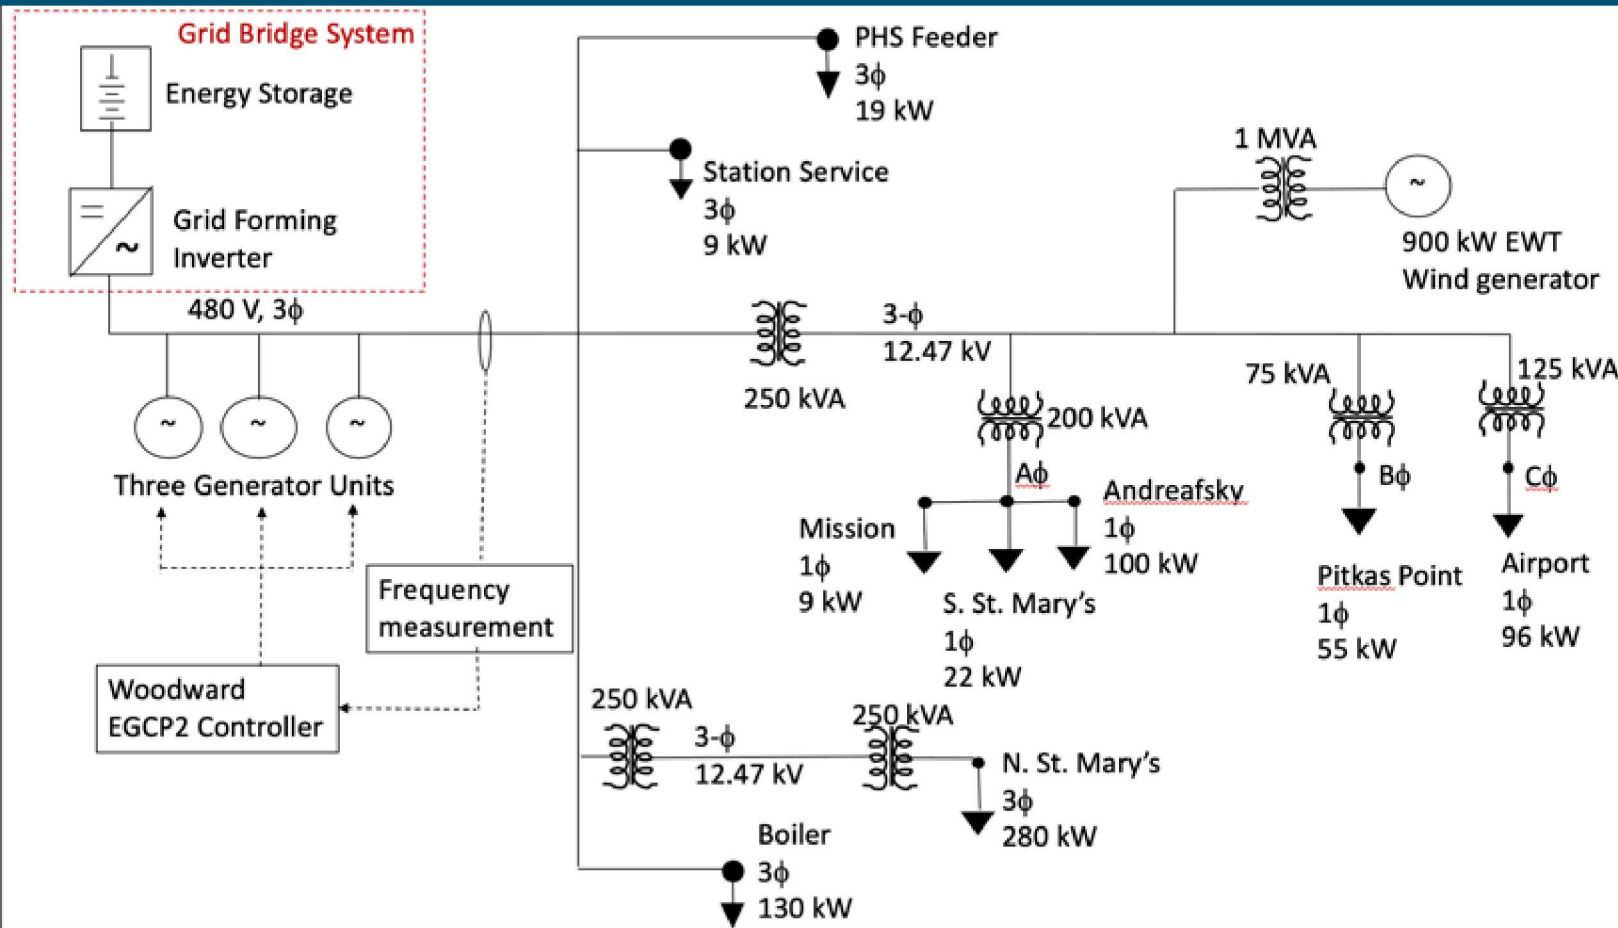 Grid Bridge System
Energy Storage
Grid Forming
Inverter
480 V, 3ϕ
Three Generator Units
Frequency
measurement
Woodward
EGCP2 Controller
PHS Feeder
3ϕ
19 kW
Station Service
3ϕ
9 kW
250 kVA
3-ϕ
12.47 kV
1 MVA
900 kW EWT
Wind generator
200 kVA
Aϕ
Mission
1ϕ
9 kW
S. St. Mary's
1ϕ
22 kW
Andreafsky
1ϕ
100 kW
75 kVA
Bϕ
Pitkas Point
1ϕ
55 kW
125 kVA
Cϕ
Airport
1ϕ
96 kW
250 kVA
3-ϕ
12.47 kV
250 kVA
N. St. Mary's
3ϕ
280 kW
Boiler
3ϕ
130 kW